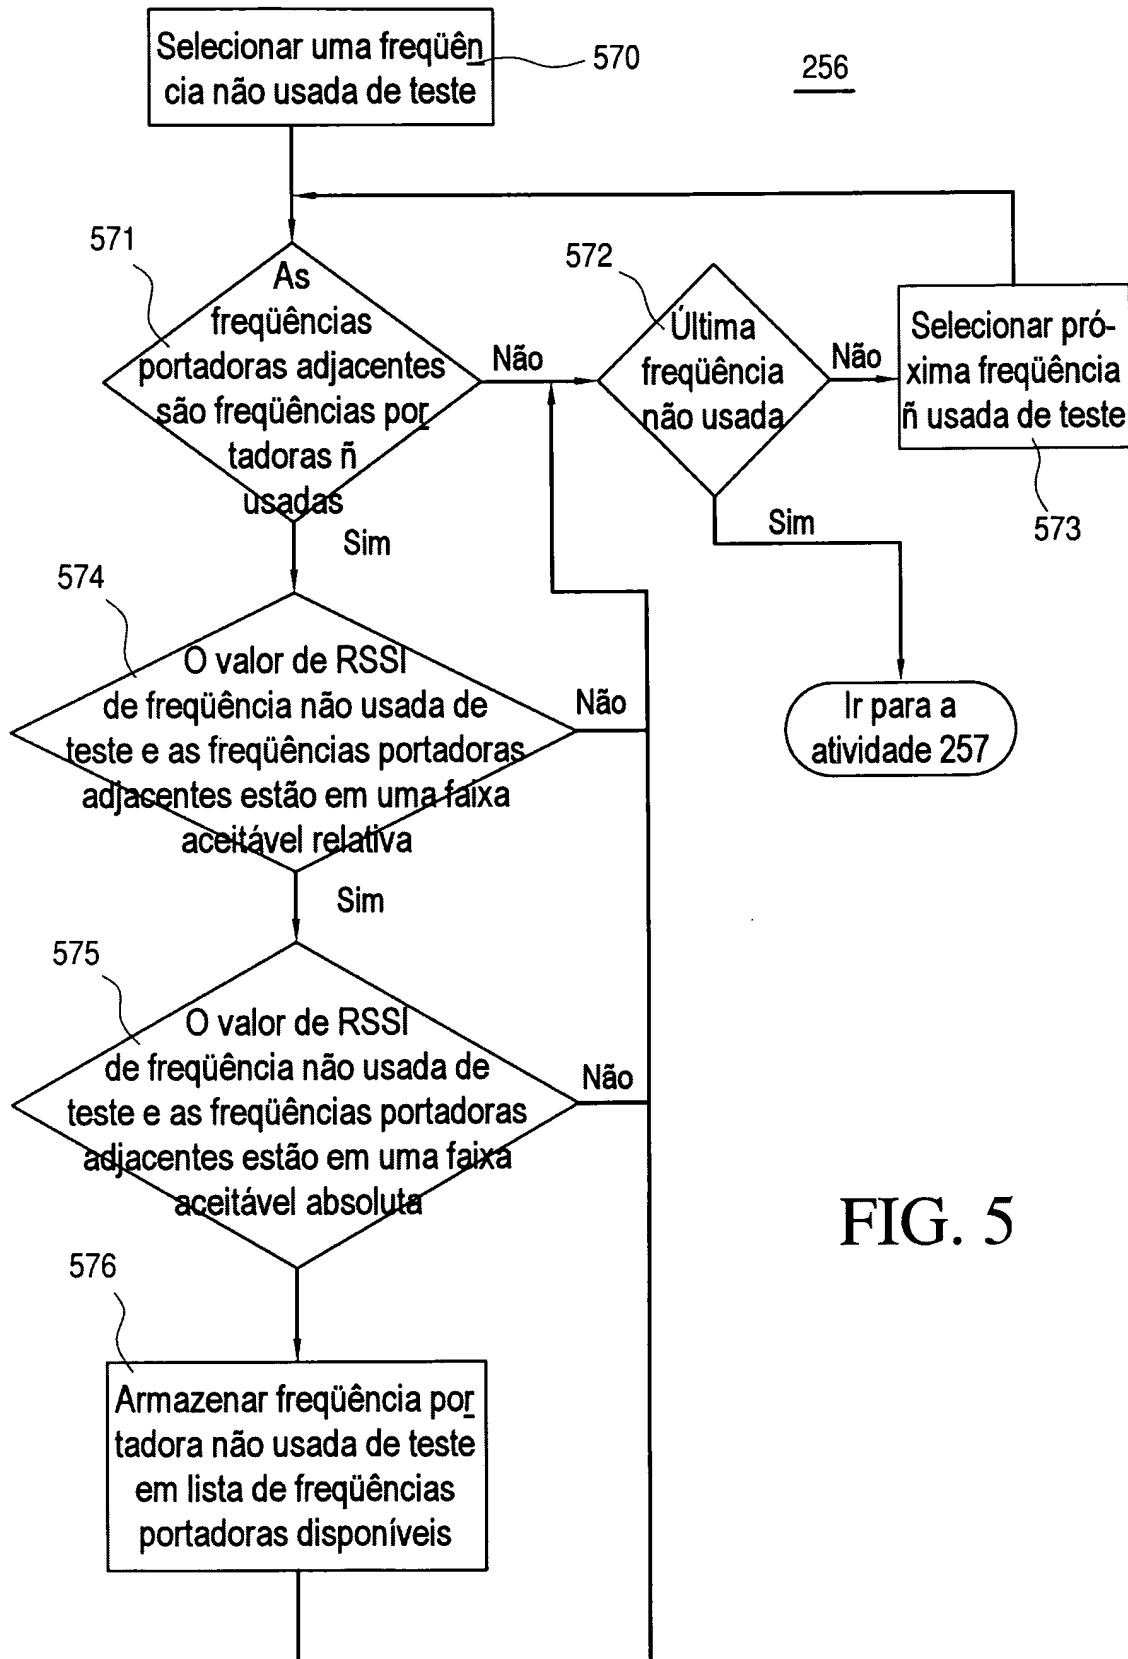 Selecionar uma freqüên
cia não usada de teste
570
256
571
As
freqüências
portadoras adjacentes
são freqüências por
tadoras ñ
usadas
Não
572
Última
freqüência
não usada
Não
Selecionar pró-
xima freqüência
ñ usada de teste
573
Sim
Sim
Ir para a
atividade 257
574
O valor de RSSI
de freqüência não usada de
teste e as freqüências portadoras
adjacentes estão em uma faixa
aceitável relativa
Não
Sim
575
O valor de RSSI
de freqüência não usada de
teste e as freqüências portadoras
adjacentes estão em uma faixa
aceitável absoluta
Não
FIG. 5
576
Armazenar freqüência por
tadora não usada de teste
em lista de freqüências
portadoras disponíveis